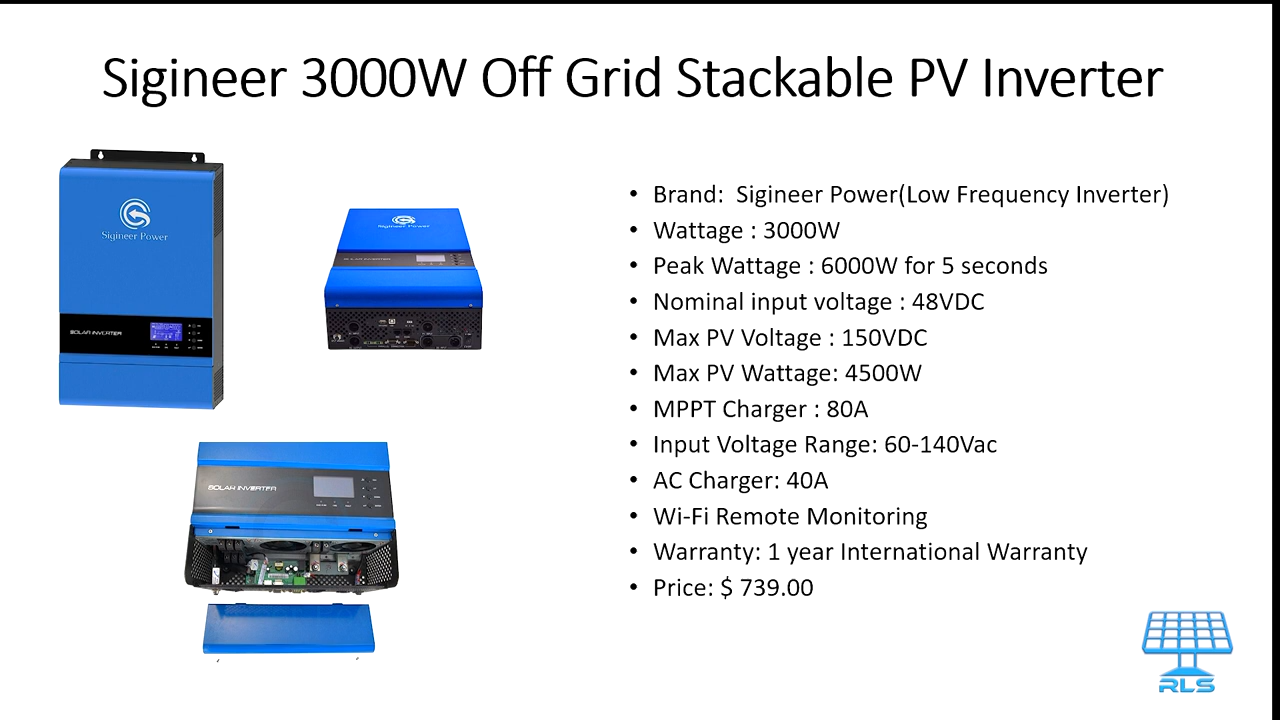 Sigineer 3000W Off Grid Stackable PV Inverter
Sigineer Power
SOLAR INVERTER
Sigineer Power
SOLAR INVERTER
SOLAR INVERTER
• Brand:  Sigineer Power(Low Frequency Inverter)
• Wattage : 3000W
• Peak Wattage : 6000W for 5 seconds
• Nominal input voltage : 48VDC
• Max PV Voltage : 150VDC
• Max PV Wattage: 4500W
• MPPT Charger : 80A
• Input Voltage Range: 60-140Vac
• AC Charger: 40A
• Wi-Fi Remote Monitoring
• Warranty: 1 year International Warranty
• Price: $ 739.00
RLS